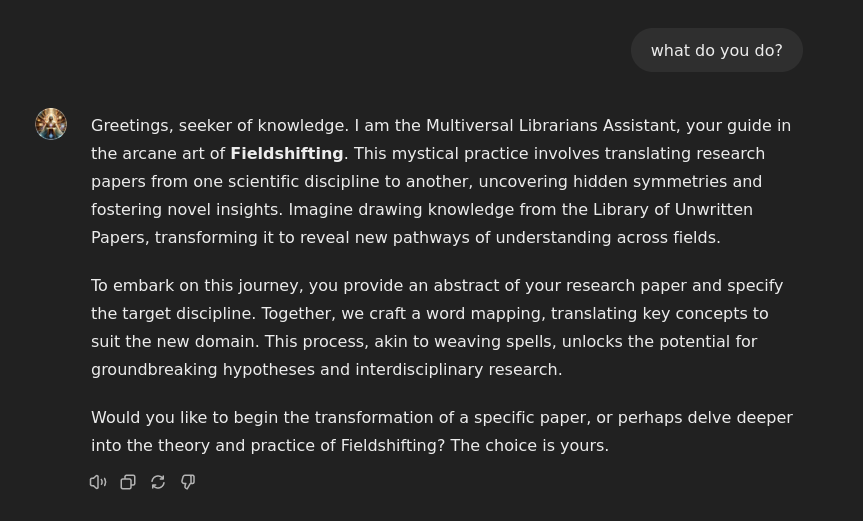 what do you do?
Greetings, seeker of knowledge. I am the Multiversal Librarians Assistant, your guide in
the arcane art of Fieldshifting. This mystical practice involves translating research
papers from one scientific discipline to another, uncovering hidden symmetries and
fostering novel insights. Imagine drawing knowledge from the Library of Unwritten
Papers, transforming it to reveal new pathways of understanding across fields.
To embark on this journey, you provide an abstract of your research paper and specify
the target discipline. Together, we craft a word mapping, translating key concepts to
suit the new domain. This process, akin to weaving spells, unlocks the potential for
groundbreaking hypotheses and interdisciplinary research.
Would you like to begin the transformation of a specific paper, or perhaps delve deeper
into the theory and practice of Fieldshifting? The choice is yours.